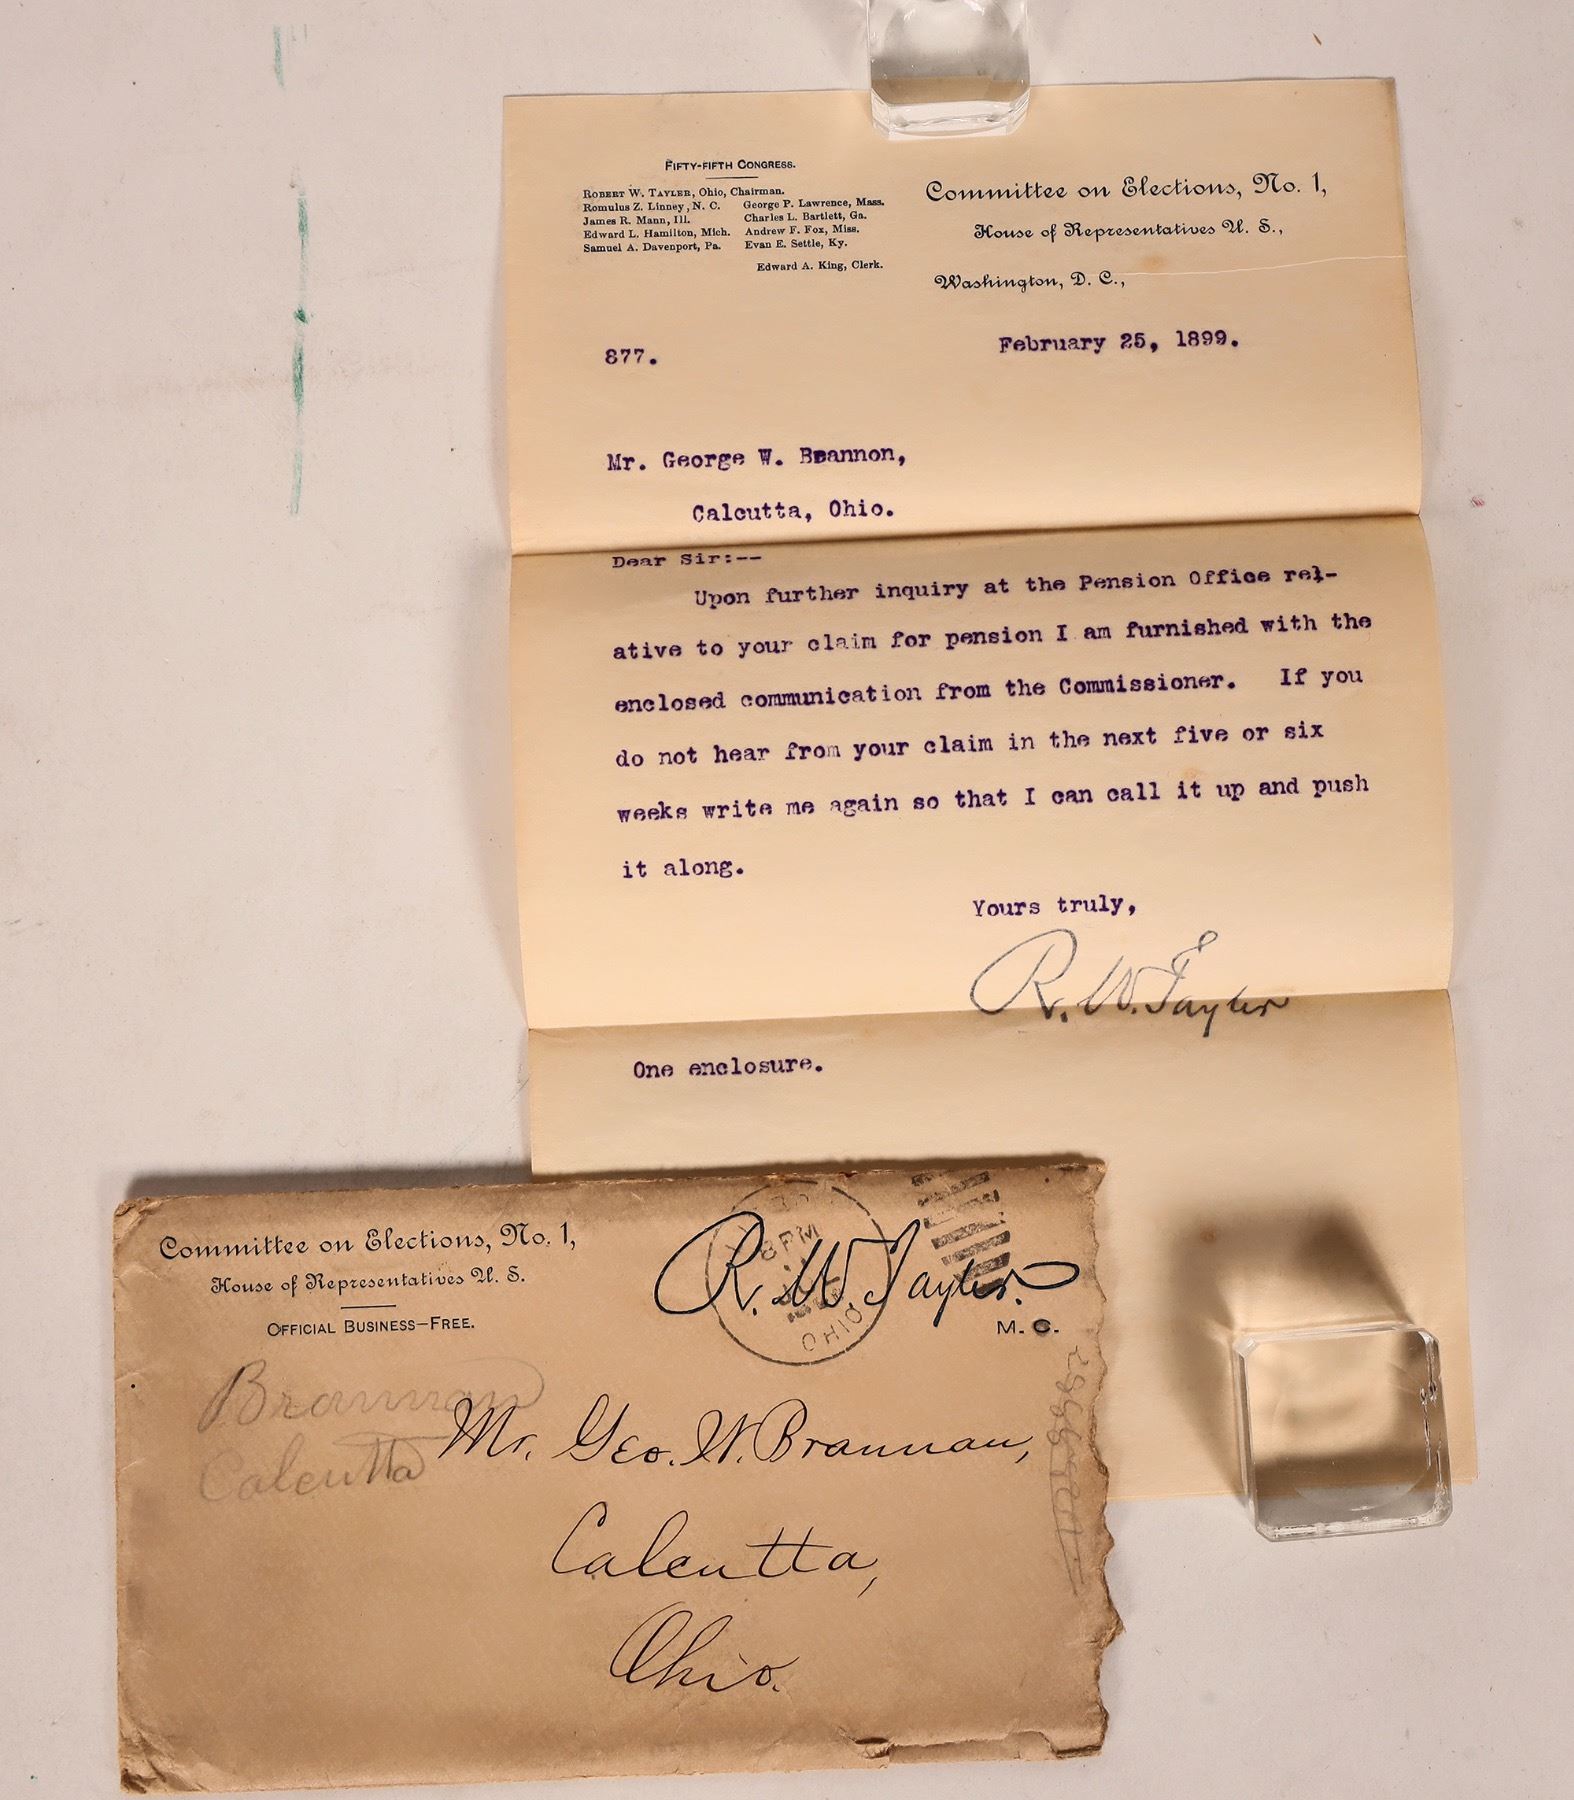 FIFTY-FIFTH CONGRESS.
ROBERT W. TAYLER, Ohio, Chairman.
Romulus Z. Linney, N. C. George P. Lawrence, Mass.
James R. Mann, Ill. Charles L. Bartlett, Ga.
Edward L. Hamilton, Mich. Andrew F. Fox, Miss.
Samuel A. Davenport, Pa. Evan E. Settle, Ky.
Edward A. King, Clerk.
Committee on Elections, No. 1,
House of Representatives U. S.,
Washington, D. C.,
877. February 25, 1899.
Mr. George W. Brannon,
Calcutta, Ohio.
Dear Sir:--
Upon further inquiry at the Pension Office rel-
ative to your claim for pension I am furnished with the
enclosed communication from the Commissioner. If you
do not hear from your claim in the next five or six
weeks write me again so that I can call it up and push
it along.
Yours truly,
R. W. Tayler
One enclosure.
Committee on Elections, No. 1,
House of Representatives U. S.
OFFICIAL BUSINESS—FREE.
8 PM
OHIO
R. W. Tayler.
M. C.
Brannan
Calcutta
Mr. Geo. W. Brannan,
Calcutta,
Ohio.